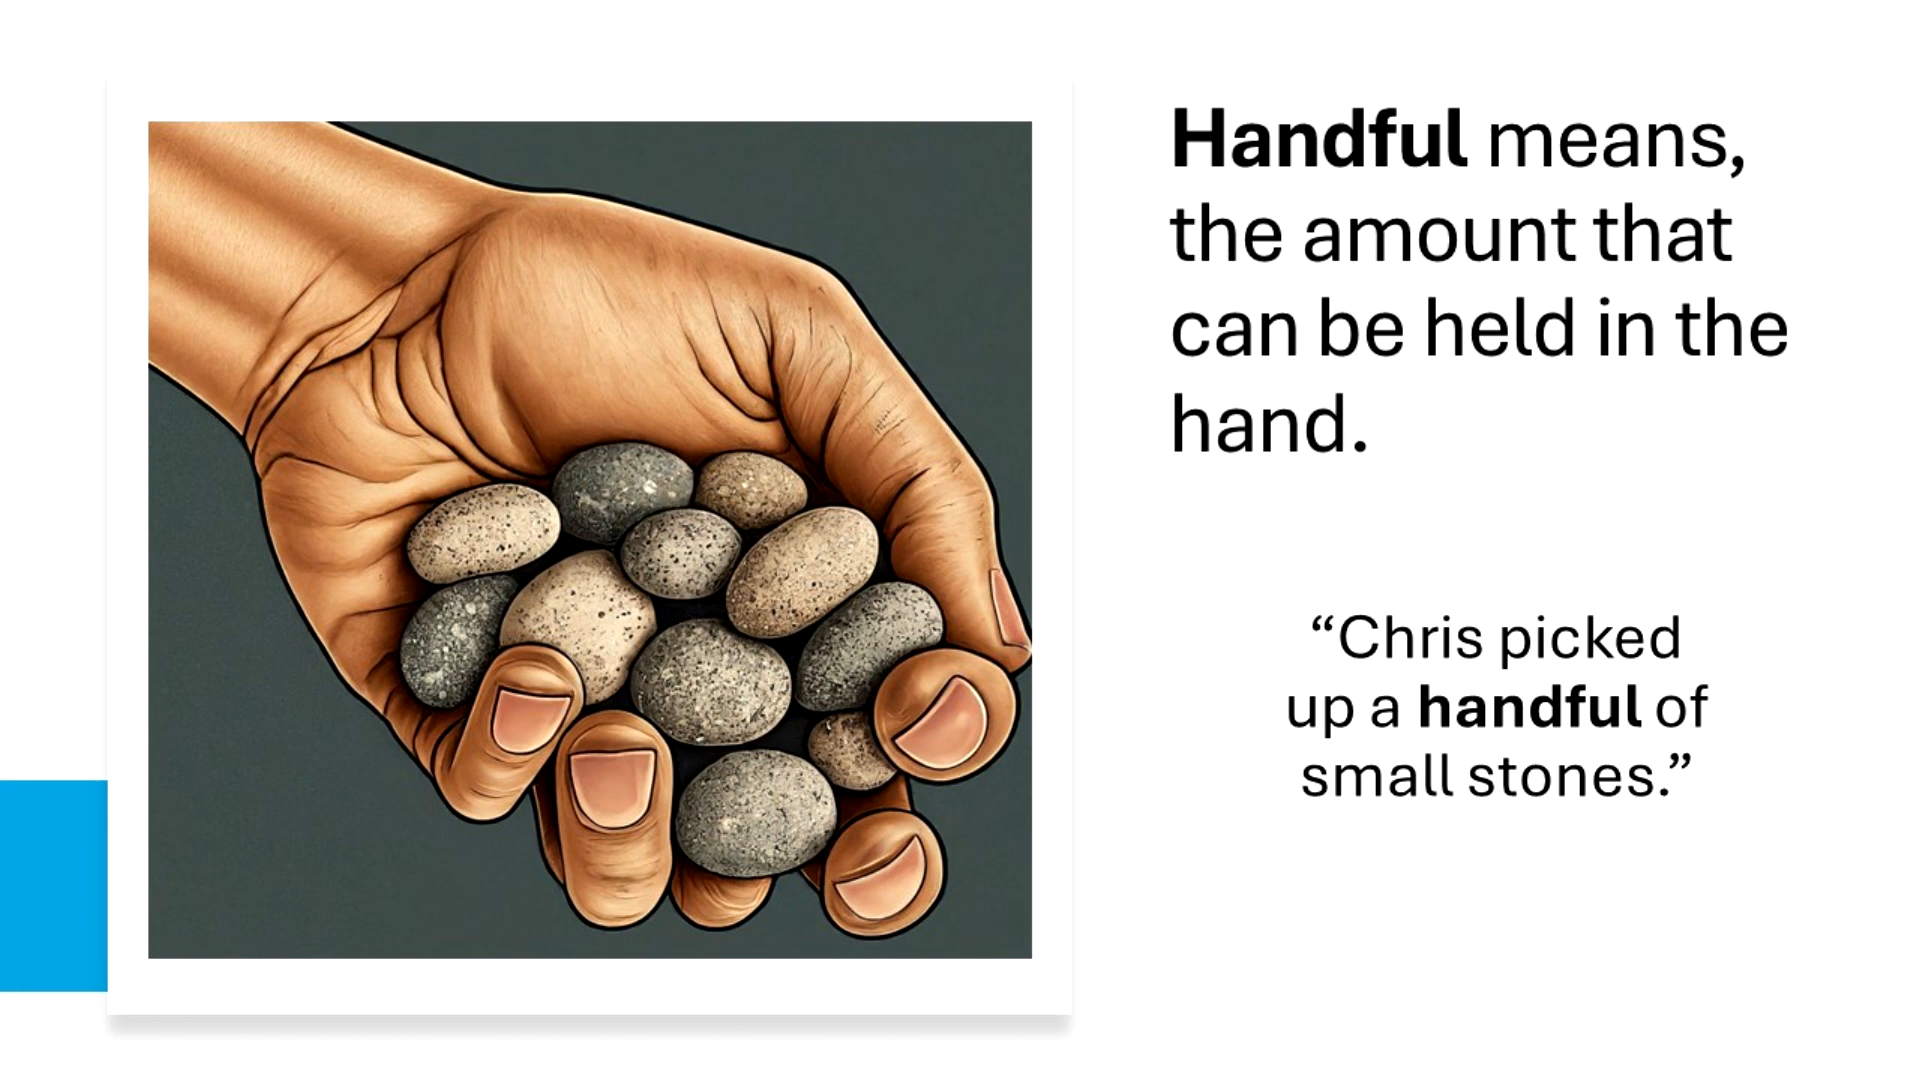 Handful means,
the amount that
can be held in the
hand.
“Chris picked
up a handful of
small stones.”